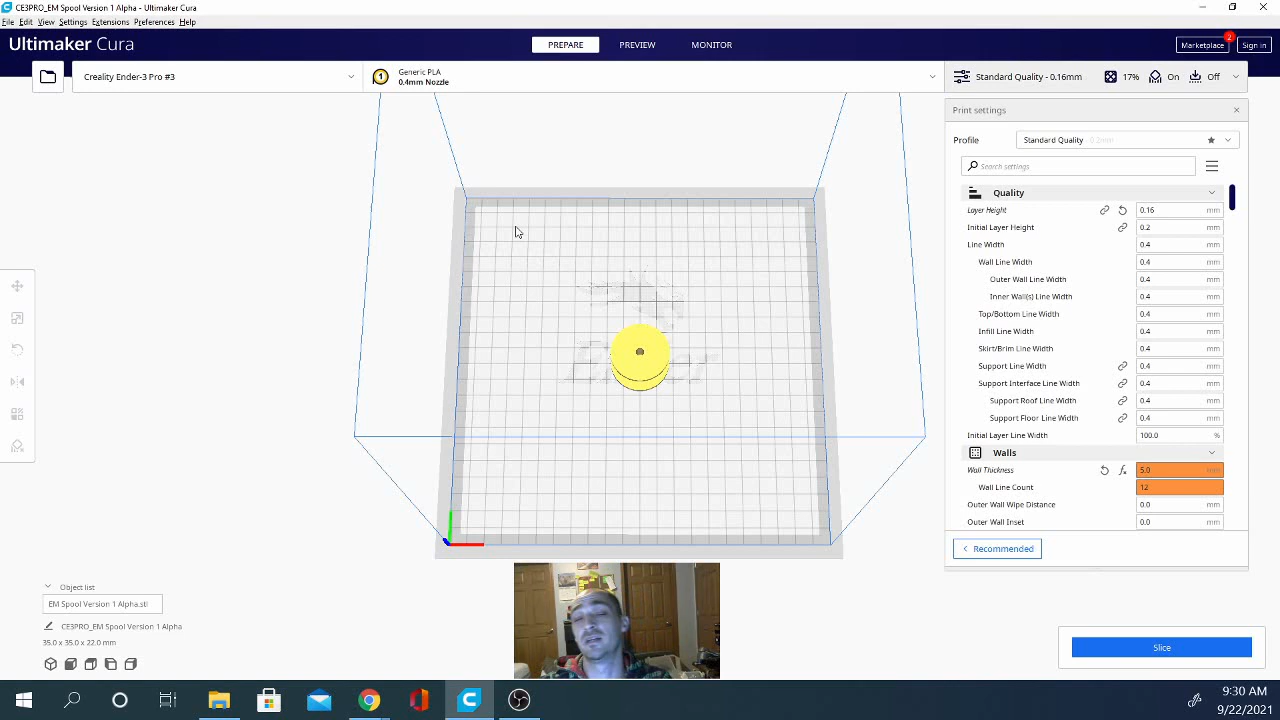 CE3PRO_EM Spool Version 1 Alpha - Ultimaker Cura
File Edit View Settings Extensions Preferences Help
Ultimaker Cura
PREPARE PREVIEW MONITOR
Marketplace 2 Sign in
Creality Ender-3 Pro #3
1 Generic PLA
0.4mm Nozzle
Standard Quality - 0.16mm 17% On Off
Print settings
Profile Standard Quality 0.2mm
Search settings
Quality
Layer Height 0.16 mm
Initial Layer Height 0.2 mm
Line Width 0.4 mm
Wall Line Width 0.4 mm
Outer Wall Line Width 0.4 mm
Inner Wall(s) Line Width 0.4 mm
Top/Bottom Line Width 0.4 mm
Infill Line Width 0.4 mm
Skirt/Brim Line Width 0.4 mm
Support Line Width 0.4 mm
Support Interface Line Width 0.4 mm
Support Roof Line Width 0.4 mm
Support Floor Line Width 0.4 mm
Initial Layer Line Width 100.0 %
Walls
Wall Thickness 5.0 mm
Wall Line Count 12
Outer Wall Wipe Distance 0.0 mm
Outer Wall Inset 0.0 mm
Recommended
Object list
EM Spool Version 1 Alpha.stl
CE3PRO_EM Spool Version 1 Alpha
35.0 x 35.0 x 22.0 mm
Slice
9:30 AM
9/22/2021